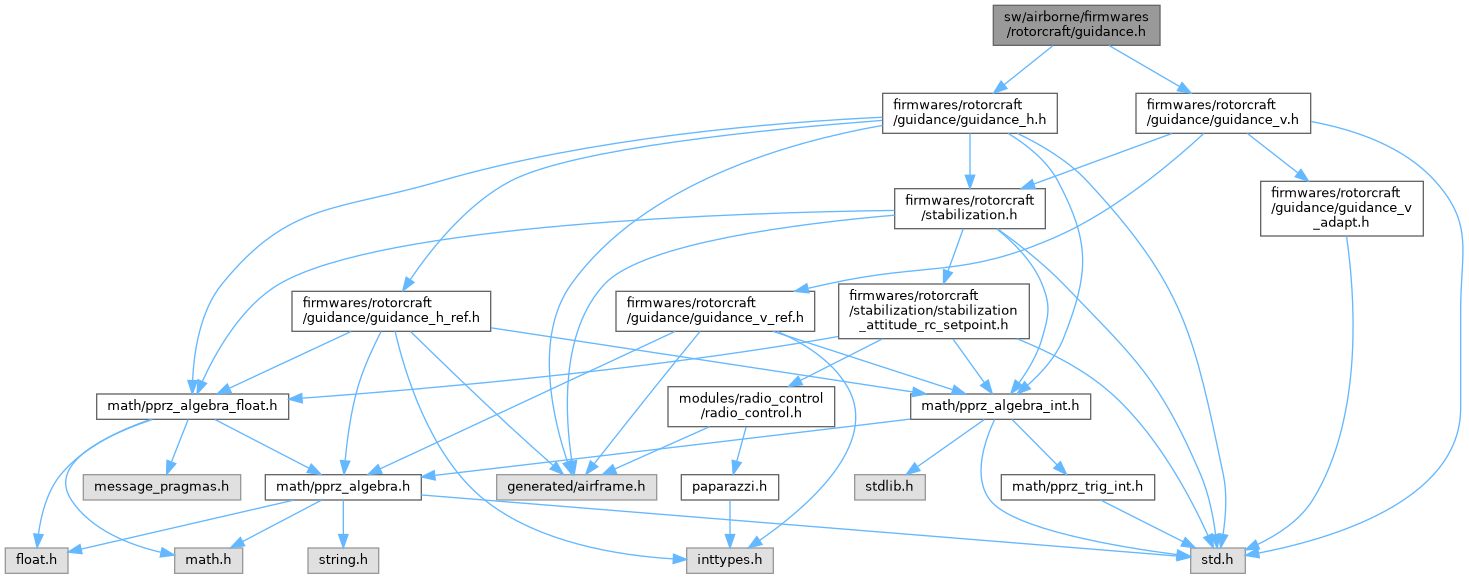 sw/airborne/firmwares
/rotorcraft/guidance.h
firmwares/rotorcraft
/guidance/guidance_h.h
firmwares/rotorcraft
/guidance/guidance_v.h
firmwares/rotorcraft
/stabilization.h
firmwares/rotorcraft
/guidance/guidance_v
_adapt.h
firmwares/rotorcraft
/guidance/guidance_h_ref.h
firmwares/rotorcraft
/guidance/guidance_v_ref.h
firmwares/rotorcraft
/stabilization/stabilization
_attitude_rc_setpoint.h
math/pprz_algebra_float.h
modules/radio_control
/radio_control.h
math/pprz_algebra_int.h
message_pragmas.h
math/pprz_algebra.h
generated/airframe.h
paparazzi.h
stdlib.h
math/pprz_trig_int.h
float.h
math.h
string.h
inttypes.h
std.h